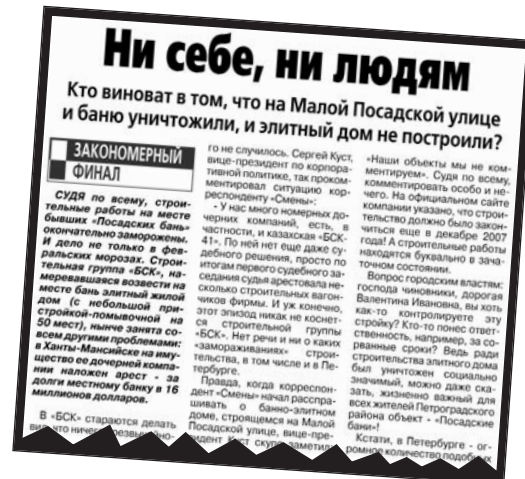 Ни себе, ни людям
Кто виноват в том, что на Малой Посадской улице
и баню уничтожили, и элитный дом не построили?
ЗАКОНОМЕРНЫЙ
ФИНАЛ
СУДЯ по всему, строи-
тельные работы на месте
бывших «Посадских бань»
окончательно заморожены.
И дело не только в фев-
ральских морозах. Строи-
тельная группа «БСК», на-
меревавшаяся возвести на
месте бань элитный жилой
дом (с небольшой при-
стройкой-помывочной на
50 мест), нынче занята со-
всем другими проблемами:
в Ханты-Мансийске на иму-
щество ее дочерней компа-
нии наложен арест - за
долги местному банку в 16
миллионов долларов.
В «БСК» стараются делать
вид, что ничего
го не случилось. Сергей Куст,
вице-президент по корпора-
тивной политике, так проком-
ментировал ситуацию кор-
респонденту «Смены»:
- У нас много номерных до-
черних компаний, есть, в
частности, и казахская «БСК-
41». По ней нет еще даже су-
дебного решения, просто по
итогам первого судебного за-
седания судья арестовала не-
сколько строительных вагон-
чиков фирмы. И уж конечно,
этот эпизод никак не коснет-
ся строительной группы
«БСК». Нет речи и ни о каких
«замораживаниях» строи-
тельства, в том числе и в Пе-
тербурге.
Правда, когда корреспон-
дент «Смены» начал расспра-
шивать о банно-элитном
доме, строящемся на Малой
Посадской улице, вице-пре-
зидент Куст скупо заметил:
«Наши объекты мы не ком-
ментируем». Судя по всему,
комментировать особо и не-
чего. На официальном сайте
компании указано, что строи-
тельство должно было закон-
читься еще в декабре 2007
года! А строительные работы
находятся буквально в зача-
точном состоянии.
Вопрос городским властям:
господа чиновники, дорогая
Валентина Ивановна, вы хоть
как-то контролируете эту
стройку? Кто-то понес ответ-
ственность, например, за со-
рванные сроки? Ведь ради
строительства элитного дома
был уничтожен социально
значимый, можно даже ска-
зать, жизненно важный для
всех жителей Петроградского
района объект - «Посадские
бани»!
Кстати, в Петербурге - ог-
ромное количество подобных